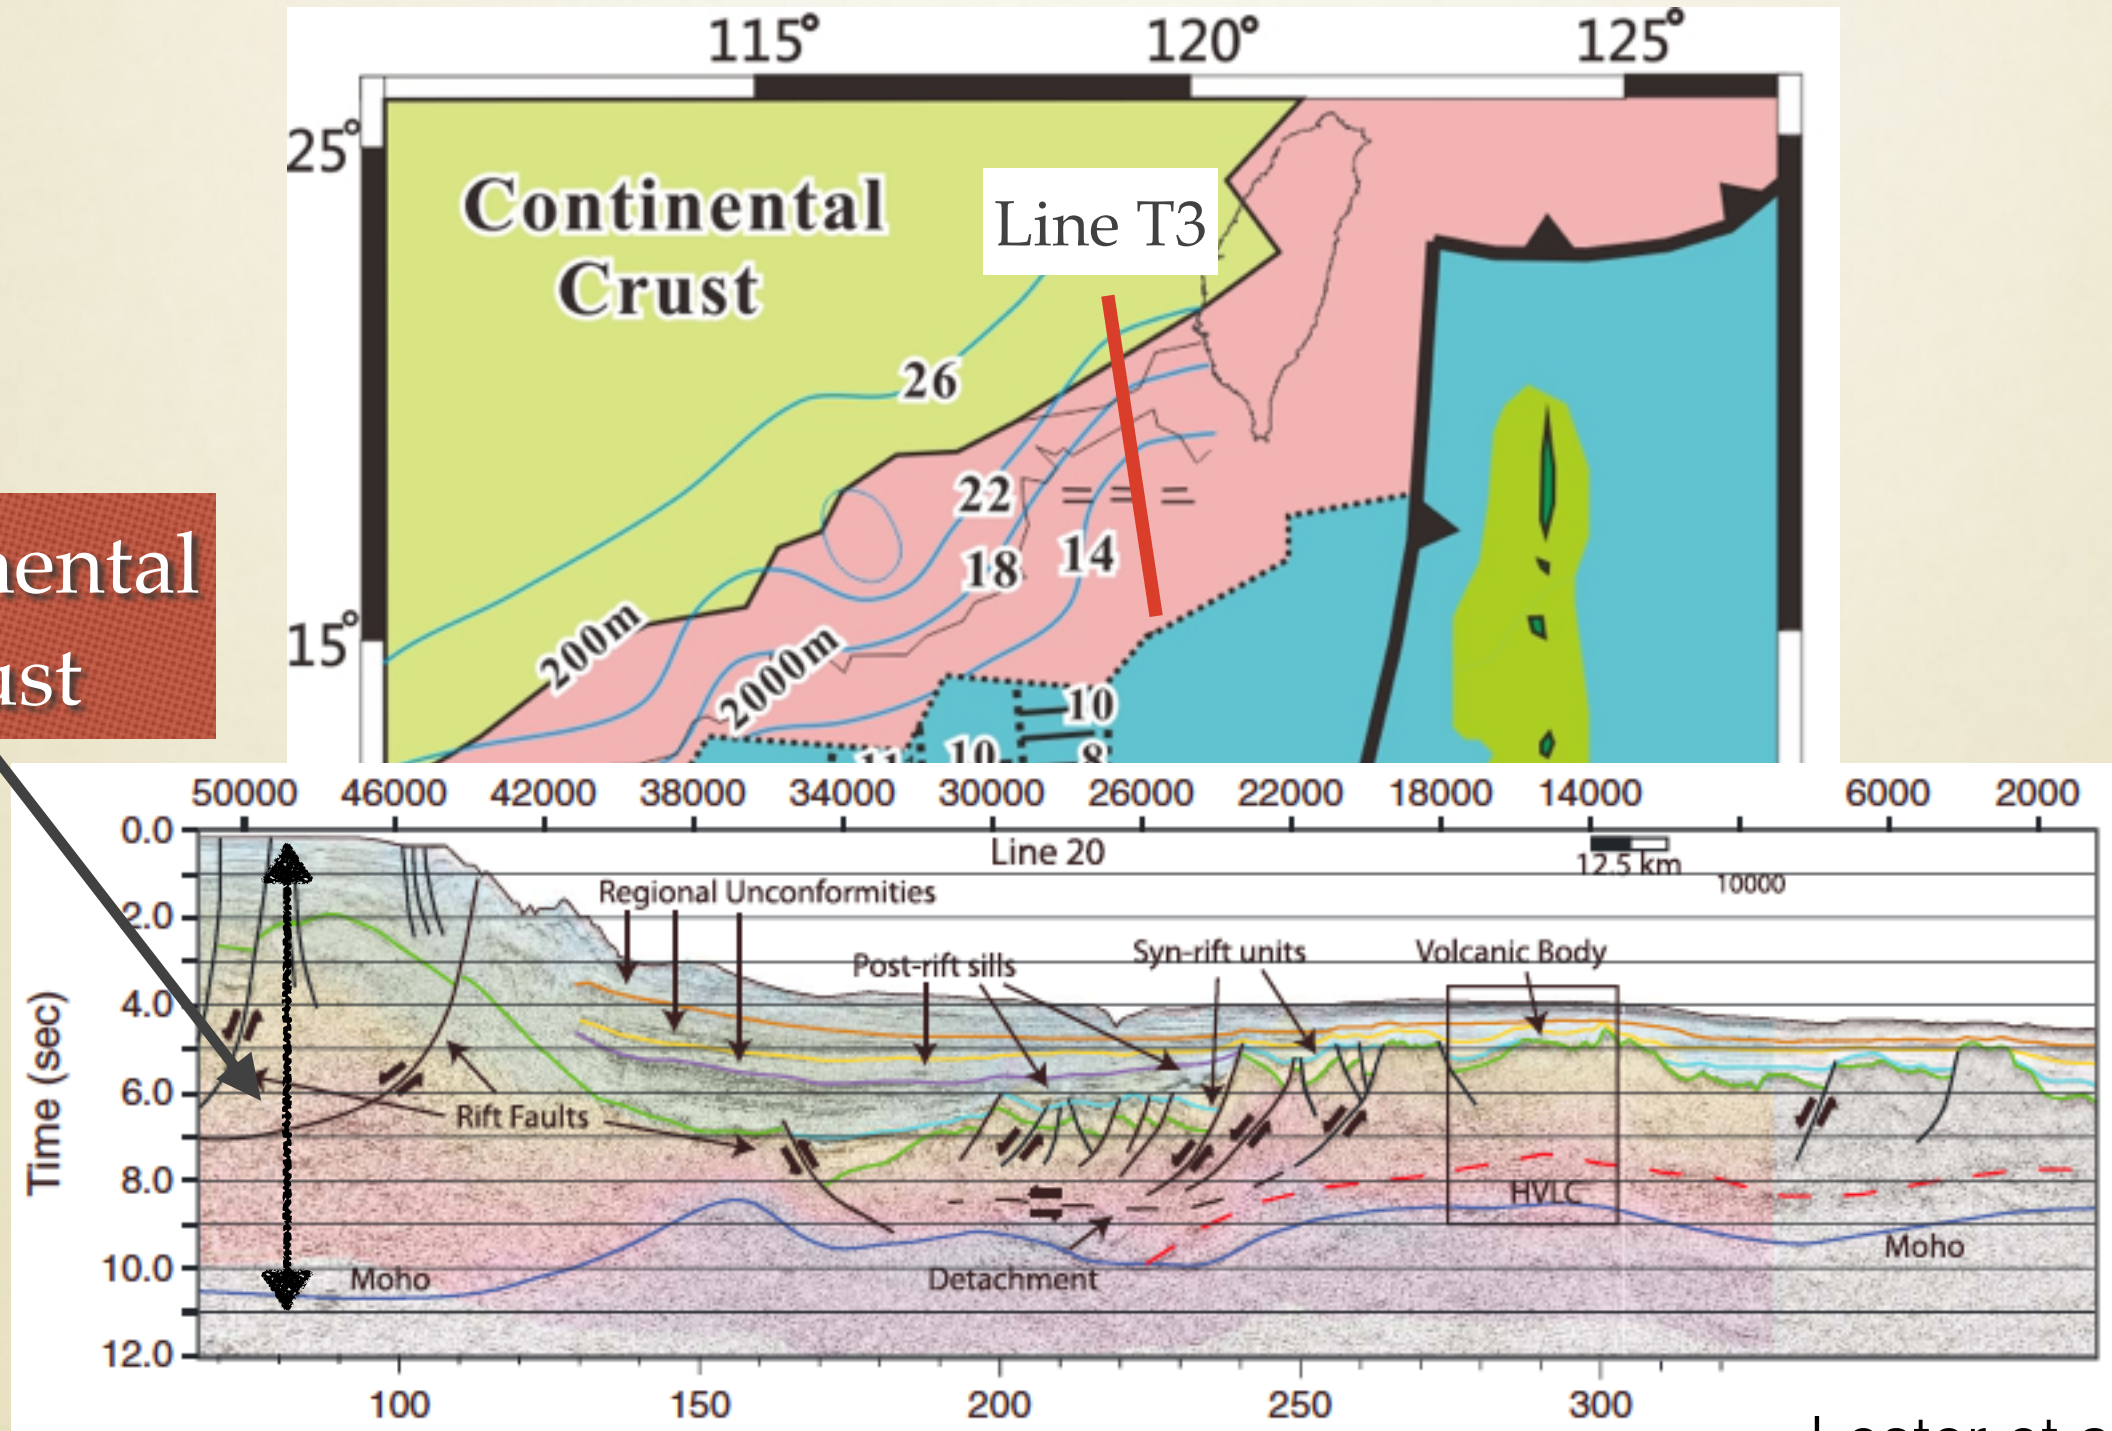 115° 120° 125°
25°
Continental
Crust
Line T3
26
22
18
14
15°
200m
2000m
10
10
8
11
50000 46000 42000 38000 34000 30000 26000 22000 18000 14000 6000 2000
0.0
Line 20
12.5 km
10000
Regional Unconformities
2.0
Post-rift sills
Syn-rift units
Volcanic Body
4.0
Time (sec)
6.0
Rift Faults
8.0
HVLC
10.0
Moho
Detachment
Moho
12.0
100 150 200 250 300